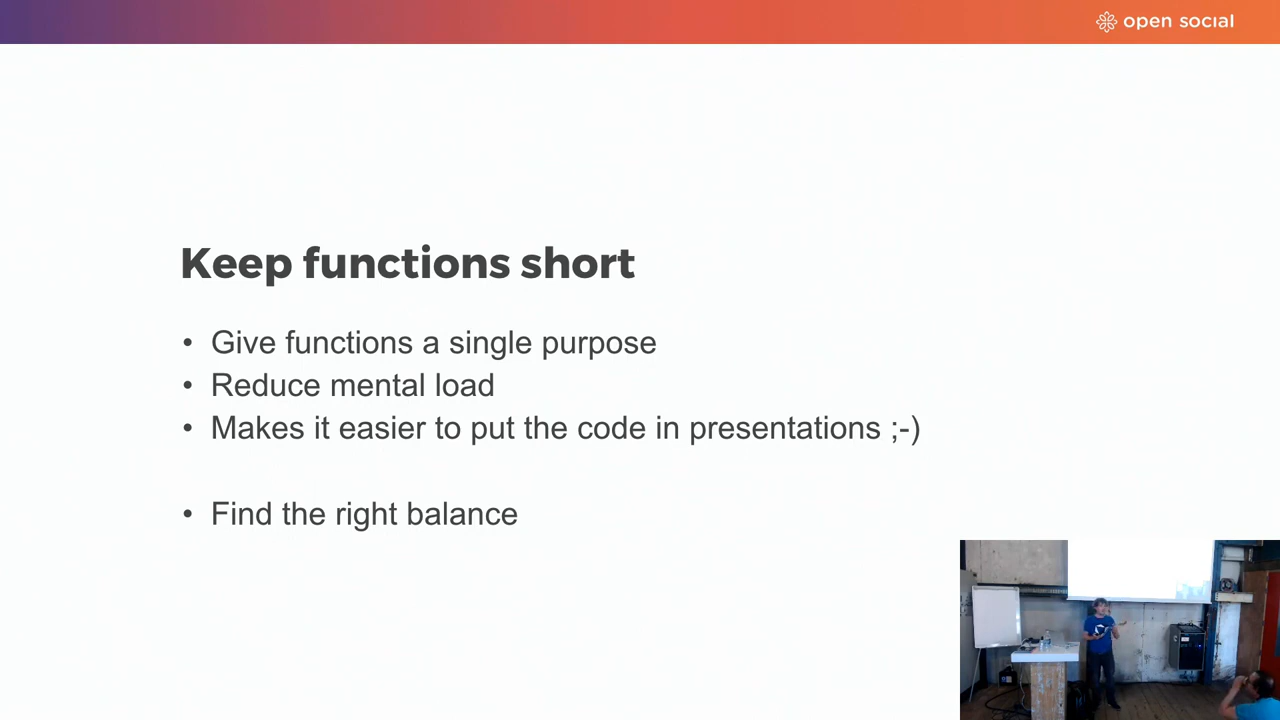 open social
Keep functions short
• Give functions a single purpose
• Reduce mental load
• Makes it easier to put the code in presentations ;-)
• Find the right balance